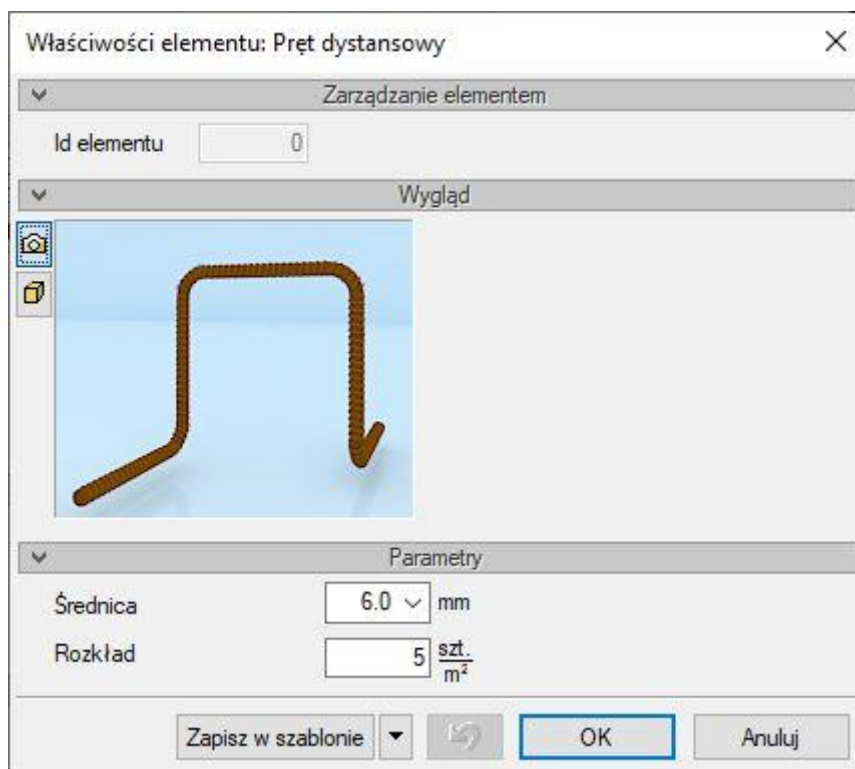 Właściwości elementu: Pręt dystansowy
Zarządzanie elementem
Id elementu 0
Wygląd
Parametry
Średnica 6.0 mm
Rozkład 5 szt./m²
Zapisz w szablonie OK Anuluj